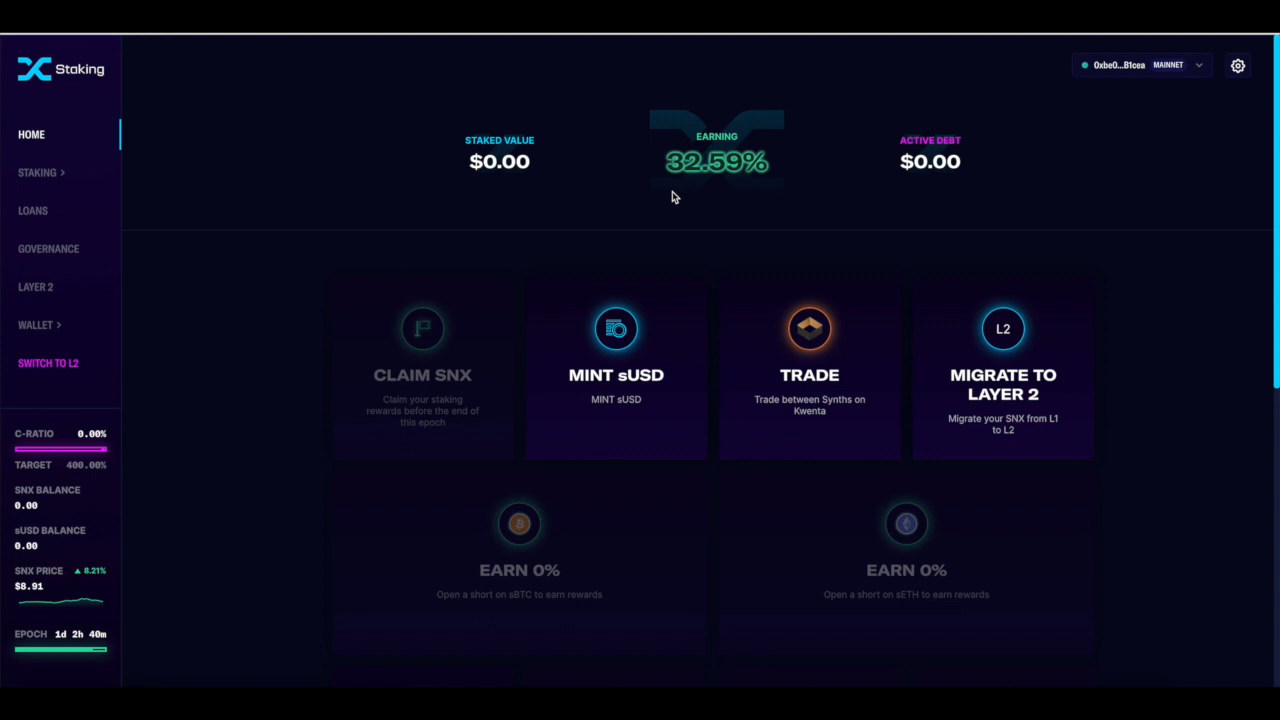 Staking
0xbe0...B1cea MAINNET
HOME
STAKING >
LOANS
GOVERNANCE
LAYER 2
WALLET >
SWITCH TO L2
C-RATIO 0.00%
TARGET 400.00%
SNX BALANCE
0.00
sUSD BALANCE
0.00
SNX PRICE ▲ 8.21%
$8.91
EPOCH 1d 2h 40m
STAKED VALUE
$0.00
EARNING
32.59%
ACTIVE DEBT
$0.00
CLAIM SNX
Claim your staking
rewards before the end of
this epoch
MINT sUSD
MINT sUSD
TRADE
Trade between Synths on
Kwenta
L2
MIGRATE TO
LAYER 2
Migrate your SNX from L1
to L2
EARN 0%
Open a short on sBTC to earn rewards
EARN 0%
Open a short on sETH to earn rewards